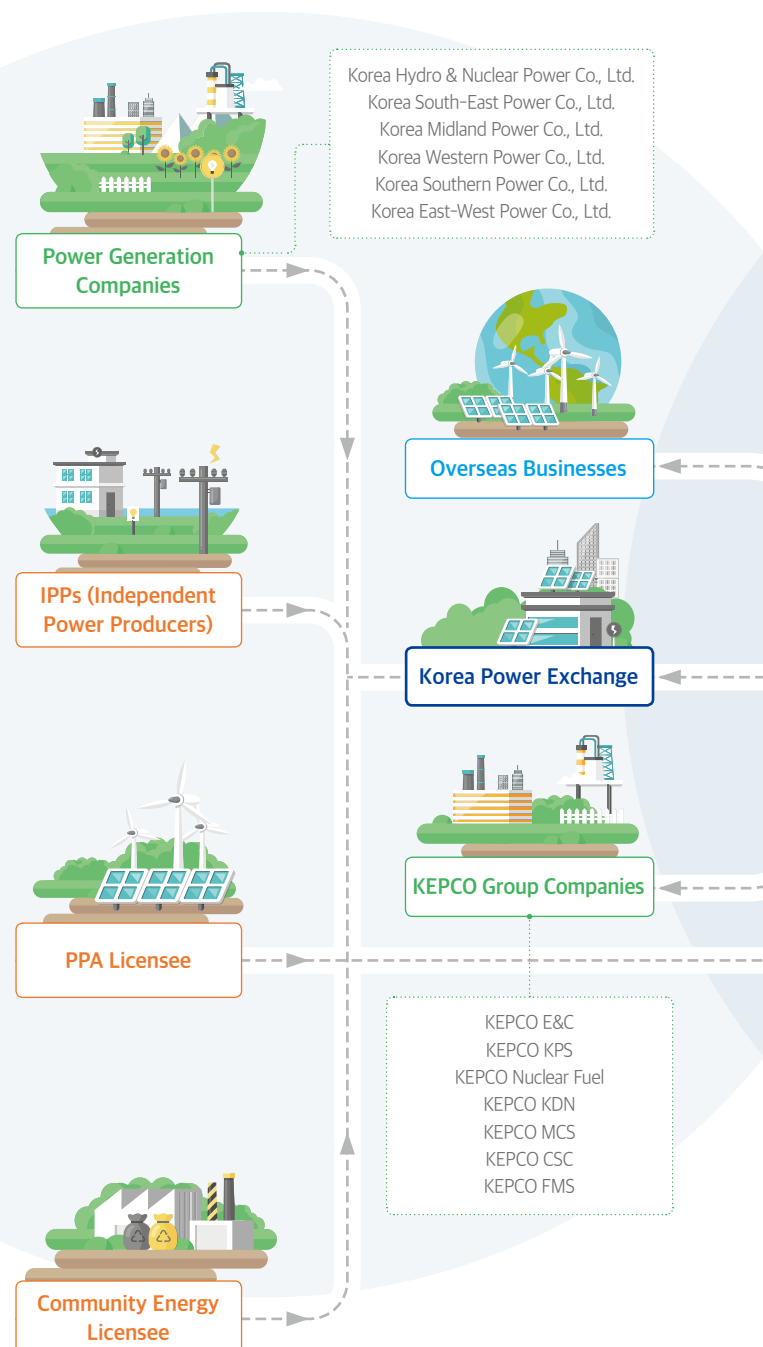 Korea Hydro & Nuclear Power Co., Ltd.
Korea South-East Power Co., Ltd.
Korea Midland Power Co., Ltd.
Korea Western Power Co., Ltd.
Korea Southern Power Co., Ltd.
Korea East-West Power Co., Ltd.
Power Generation
Companies
Overseas Businesses
IPPs (Independent
Power Producers)
Korea Power Exchange
KEPCO Group Companies
PPA Licensee
KEPCO E&C
KEPCO KPS
KEPCO Nuclear Fuel
KEPCO KDN
KEPCO MCS
KEPCO CSC
KEPCO FMS
Community Energy
Licensee